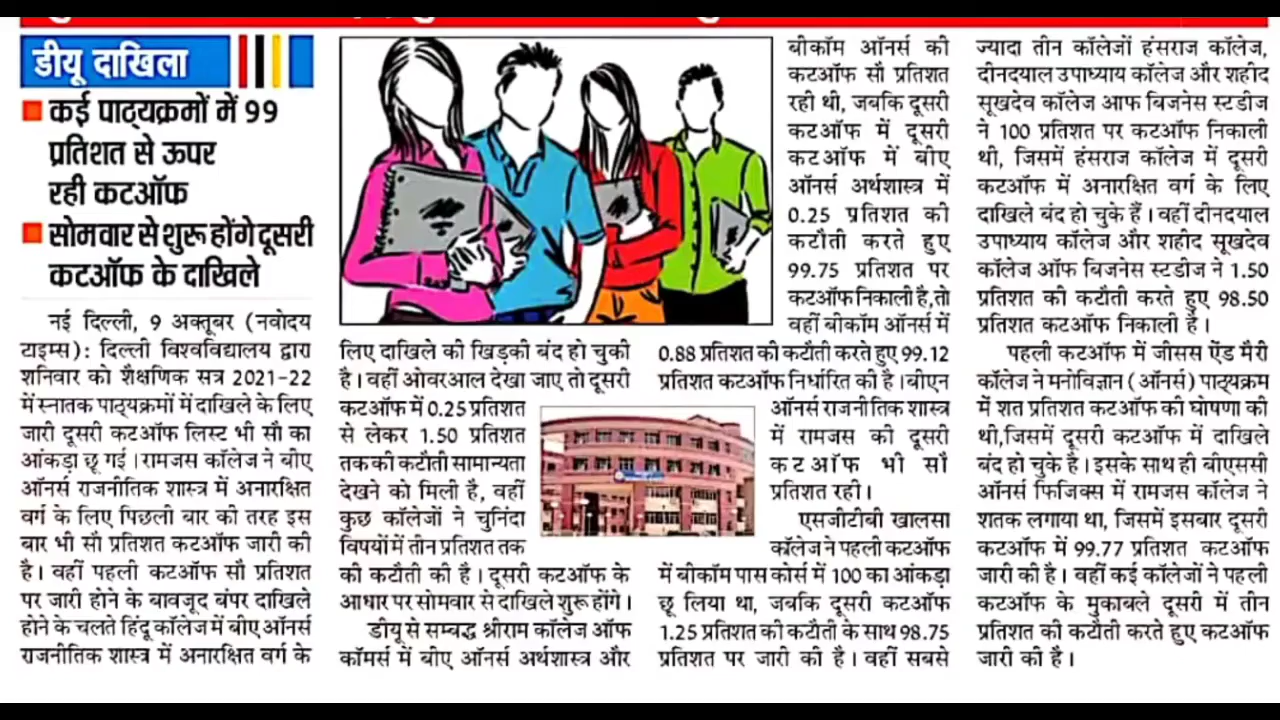 डीयू दाखिला
कई पाठ्यक्रमों में 99
प्रतिशत से ऊपर
रही कटऑफ
सोमवार से शुरू होंगे दूसरी
कटऑफ के दाखिले
नई दिल्ली, 9 अक्तूबर (नवोदय
टाइम्स): दिल्ली विश्वविद्यालय द्वारा
शनिवार को शैक्षणिक सत्र 2021-22
में स्नातक पाठ्यक्रमों में दाखिले के लिए
जारी दूसरी कटऑफ लिस्ट भी सौ का
आंकड़ा छू गई। रामजस कॉलेज ने बीए
ऑनर्स राजनीतिक शास्त्र में अनारक्षित
वर्ग के लिए पिछली बार की तरह इस
बार भी सौ प्रतिशत कटऑफ जारी की
है। वहीं पहली कटऑफ सौ प्रतिशत
पर जारी होने के बावजूद बंपर दाखिले
होने के चलते हिंदू कॉलेज में बीए ऑनर्स
राजनीतिक शास्त्र में अनारक्षित वर्ग के
लिए दाखिले की खिड़की बंद हो चुकी
है। वहीं ओवरआल देखा जाए तो दूसरी
कटऑफ में 0.25 प्रतिशत
से लेकर 1.50 प्रतिशत
तक की कटौती सामान्यता
देखने को मिली है, वहीं
कुछ कॉलेजों ने चुनिंदा
विषयों में तीन प्रतिशत तक
की कटौती की है। दूसरी कटऑफ के
आधार पर सोमवार से दाखिले शुरू होंगे।
डीयू से सम्बद्ध श्रीराम कॉलेज ऑफ
कॉमर्स में बीए ऑनर्स अर्थशास्त्र और
बीकॉम ऑनर्स की
कटऑफ सौ प्रतिशत
रही थी, जबकि दूसरी
कटऑफ में दूसरी
कटऑफ में बीए
ऑनर्स अर्थशास्त्र में
0.25 प्रतिशत की
कटौती करते हुए
99.75 प्रतिशत पर
कटऑफ निकाली है, तो
वहीं बीकॉम ऑनर्स में
0.88 प्रतिशत की कटौती करते हुए 99.12
प्रतिशत कटऑफ निर्धारित की है। बीएन
ऑनर्स राजनीतिक शास्त्र
में रामजस की दूसरी
कटऑफ भी सौ
प्रतिशत रही।
एसजीटीबी खालसा
कॉलेज ने पहली कटऑफ
में बीकॉम पास कोर्स में 100 का आंकड़ा
छू लिया था, जबकि दूसरी कटऑफ
1.25 प्रतिशत की कटौती के साथ 98.75
प्रतिशत पर जारी की है। वहीं सबसे
ज्यादा तीन कॉलेजों हंसराज कॉलेज,
दीनदयाल उपाध्याय कॉलेज और शहीद
सूखदेव कॉलेज आफ बिजनेस स्टडीज
ने 100 प्रतिशत पर कटऑफ निकाली
थी, जिसमें हंसराज कॉलेज में दूसरी
कटऑफ में अनारक्षित वर्ग के लिए
दाखिले बंद हो चुके हैं। वहीं दीनदयाल
उपाध्याय कॉलेज और शहीद सूखदेव
कॉलेज ऑफ बिजनेस स्टडीज ने 1.50
प्रतिशत की कटौती करते हुए 98.50
प्रतिशत कटऑफ निकाली है।
पहली कटऑफ में जीसस ऐंड मैरी
कॉलेज ने मनोविज्ञान (ऑनर्स) पाठ्यक्रम
में शत प्रतिशत कटऑफ की घोषणा की
थी, जिसमें दूसरी कटऑफ में दाखिले
बंद हो चुके है। इसके साथ ही बीएससी
ऑनर्स फिजिक्स में रामजस कॉलेज ने
शतक लगाया था, जिसमें इसबार दूसरी
कटऑफ में 99.77 प्रतिशत कटऑफ
जारी की है। वहीं कई कॉलेजों ने पहली
कटऑफ के मुकाबले दूसरी में तीन
प्रतिशत की कटौती करते हुए कटऑफ
जारी की है।